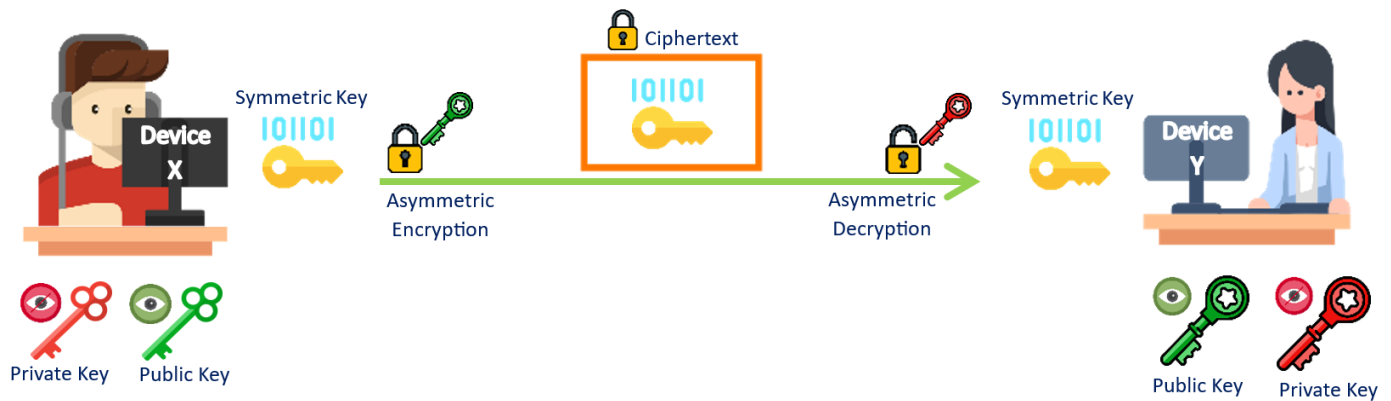 Ciphertext
101101
Symmetric Key
101101
Device
X
Asymmetric
Encryption
Asymmetric
Decryption
Symmetric Key
101101
Device
Y
Private Key
Public Key
Public Key
Private Key